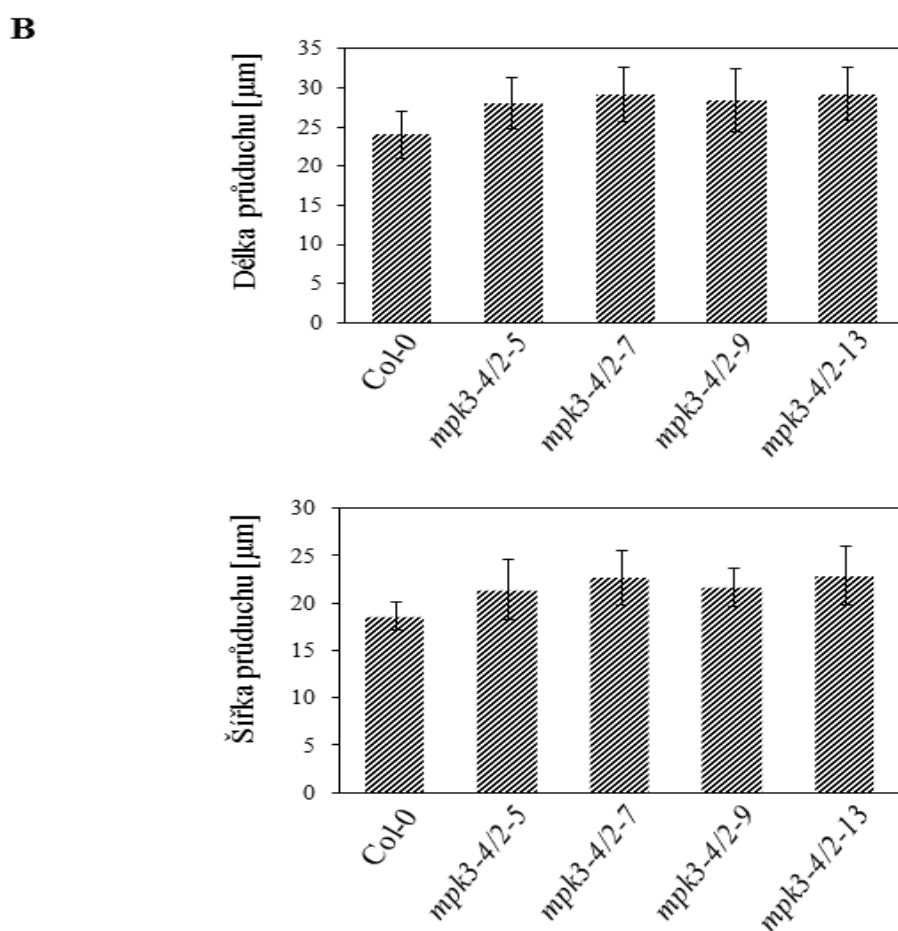 B
Délka průduchu [µm]
35
30
25
20
15
10
5
0
Col-0
mpk3-4/2-5
mpk3-4/2-7
mpk3-4/2-9
mpk3-4/2-13
Šířka průduchu [µm]
30
25
20
15
10
5
0
Col-0
mpk3-4/2-5
mpk3-4/2-7
mpk3-4/2-9
mpk3-4/2-13